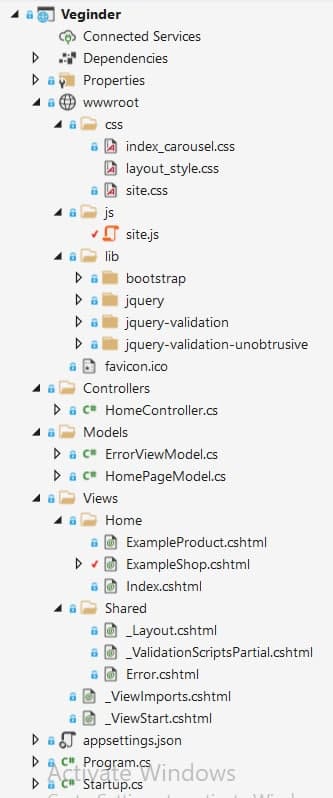 Veginder
Connected Services
Dependencies
Properties
wwwroot
css
index_carousel.css
layout_style.css
site.css
js
site.js
lib
bootstrap
jquery
jquery-validation
jquery-validation-unobtrusive
favicon.ico
Controllers
C# HomeController.cs
Models
C# ErrorViewModel.cs
C# HomePageModel.cs
Views
Home
ExampleProduct.cshtml
ExampleShop.cshtml
Index.cshtml
Shared
_Layout.cshtml
_ValidationScriptsPartial.cshtml
Error.cshtml
_ViewImports.cshtml
_ViewStart.cshtml
appsettings.json
C# Program.cs
Activate Windows
C# Startup.cs